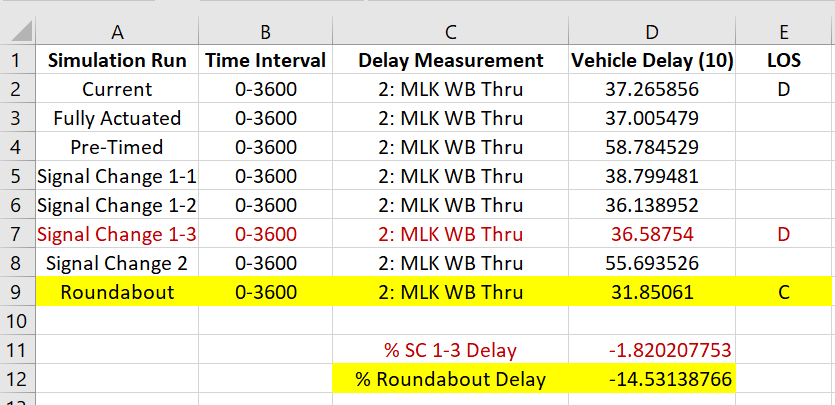 A B C D E
1 Simulation Run Time Interval Delay Measurement Vehicle Delay (10) LOS
2 Current 0-3600 2: MLK WB Thru 37.265856 D
3 Fully Actuated 0-3600 2: MLK WB Thru 37.005479
4 Pre-Timed 0-3600 2: MLK WB Thru 58.784529
5 Signal Change 1-1 0-3600 2: MLK WB Thru 38.799481
6 Signal Change 1-2 0-3600 2: MLK WB Thru 36.138952
7 Signal Change 1-3 0-3600 2: MLK WB Thru 36.58754 D
8 Signal Change 2 0-3600 2: MLK WB Thru 55.693526
9 Roundabout 0-3600 2: MLK WB Thru 31.85061 C
10
11 % SC 1-3 Delay -1.820207753
12 % Roundabout Delay -14.53138766